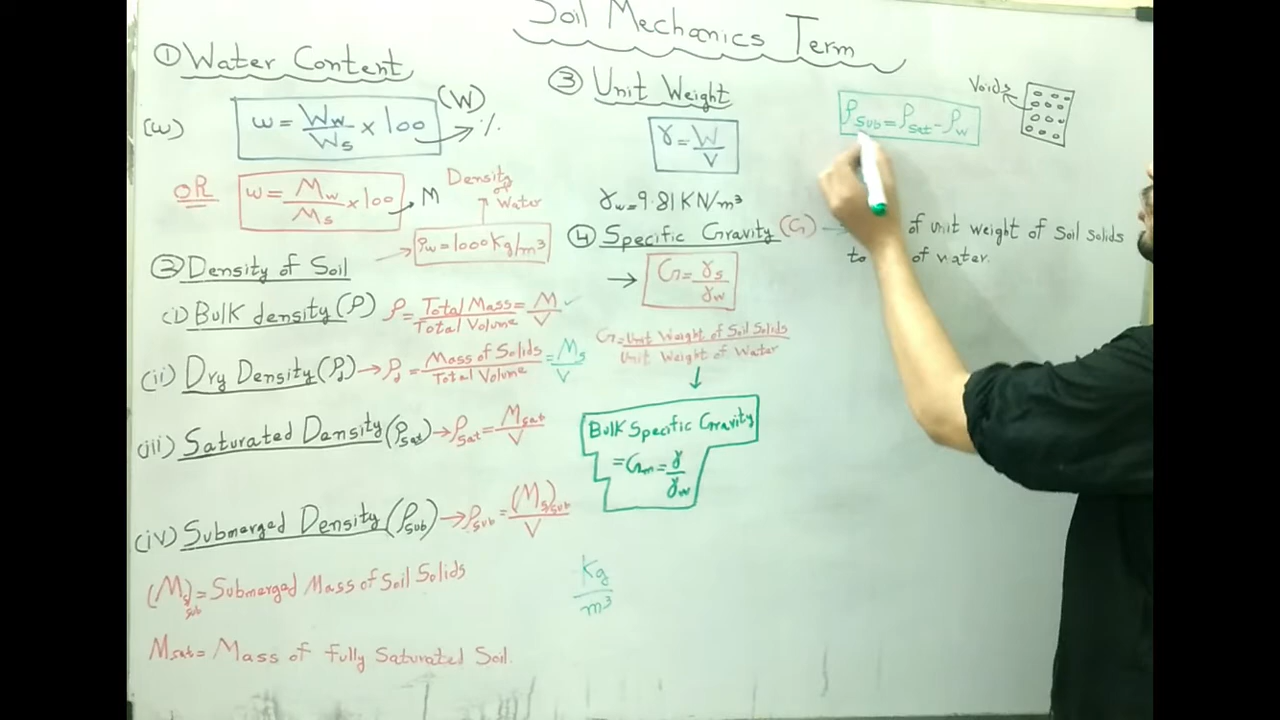 Soil Mechanics Term
① Water Content
(w) w = Ww/Ws x 100 (W) → %
OR w = Mw/Ms x 100 → M
Density of Water
→ ρw = 1000 Kg/m³
② Density of Soil
(i) Bulk density (ρ) ρ = Total Mass/Total Volume = M/V
(ii) Dry Density (ρd) → ρd = Mass of Solids/Total Volume = Ms/V
(iii) Saturated Density (ρsat) → ρsat = Msat/V
(iv) Submerged Density (ρsub) → ρsub = (Ms)sub/V
(Ms)sub = Submerged Mass of Soil Solids
Msat = Mass of fully Saturated Soil.
③ Unit Weight
γ = W/V
γw = 9.81 KN/m³
④ Specific Gravity (G) →
of unit weight of soil solids
to of water.
→ G = γs/γw
G = Unit Weight of Soil Solids/Unit Weight of Water
↓
Bulk Specific Gravity
= Gm = γ/γw
Kg/m³
ρsub = ρsat - ρw
Voids